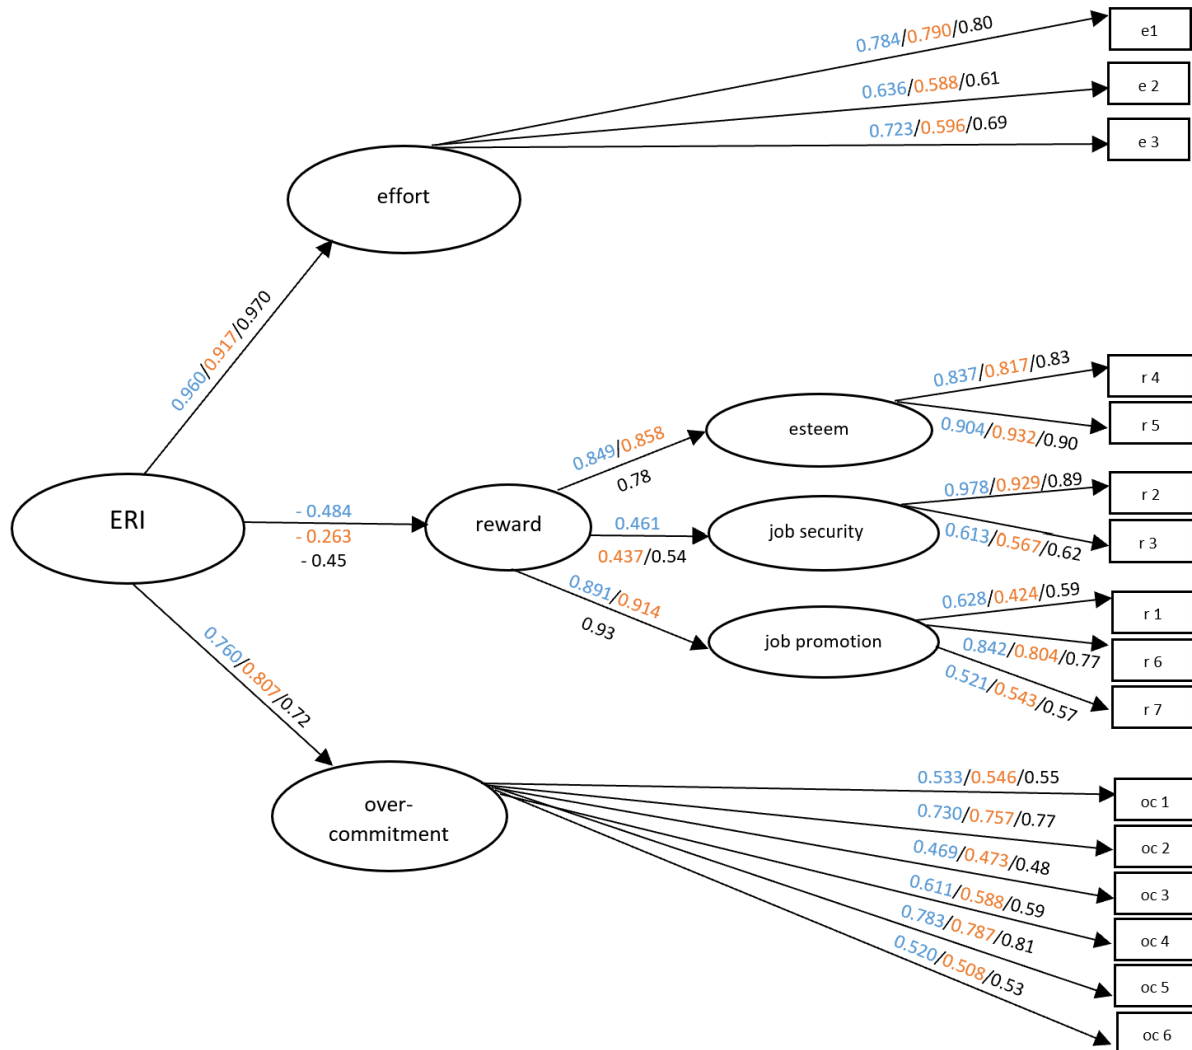 0.784/0.790/0.80
e1
0.636/0.588/0.61
e 2
0.723/0.596/0.69
e 3
effort
0.960/0.917/0.970
0.837/0.817/0.83
r 4
0.849/0.858
0.78
esteem
0.904/0.932/0.90
r 5
ERI
- 0.484
- 0.263
- 0.45
reward
0.461
0.437/0.54
job security
0.978/0.929/0.89
r 2
0.613/0.567/0.62
r 3
0.891/0.914
0.93
job promotion
0.628/0.424/0.59
r 1
0.842/0.804/0.77
r 6
0.521/0.543/0.57
r 7
0.760/0.807/0.72
over-
commitment
0.533/0.546/0.55
oc 1
0.730/0.757/0.77
oc 2
0.469/0.473/0.48
oc 3
0.611/0.588/0.59
oc 4
0.783/0.787/0.81
oc 5
0.520/0.508/0.53
oc 6